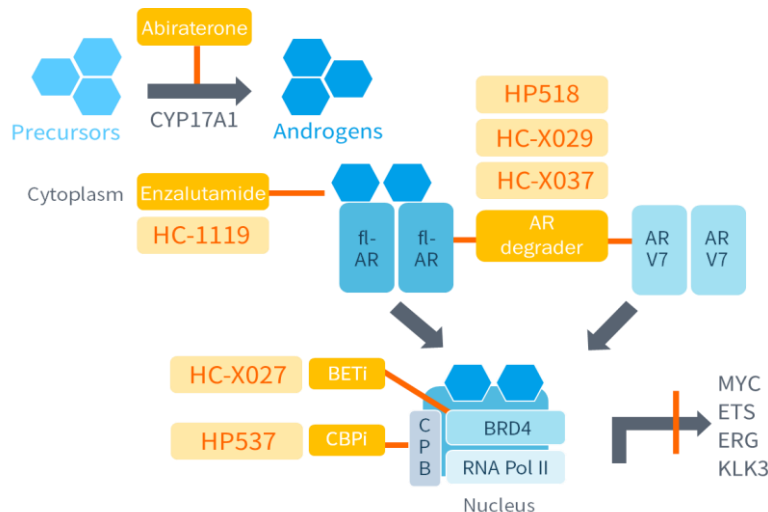 Abiraterone
Precursors
CYP17A1
Androgens
HP518
HC-X029
HC-X037
Cytoplasm
Enzalutamide
HC-1119
fl-
AR
fl-
AR
AR
degrader
AR
V7
AR
V7
HC-X027
BETi
HP537
CBPi
C
P
B
BRD4
RNA Pol II
Nucleus
MYC
ETS
ERG
KLK3